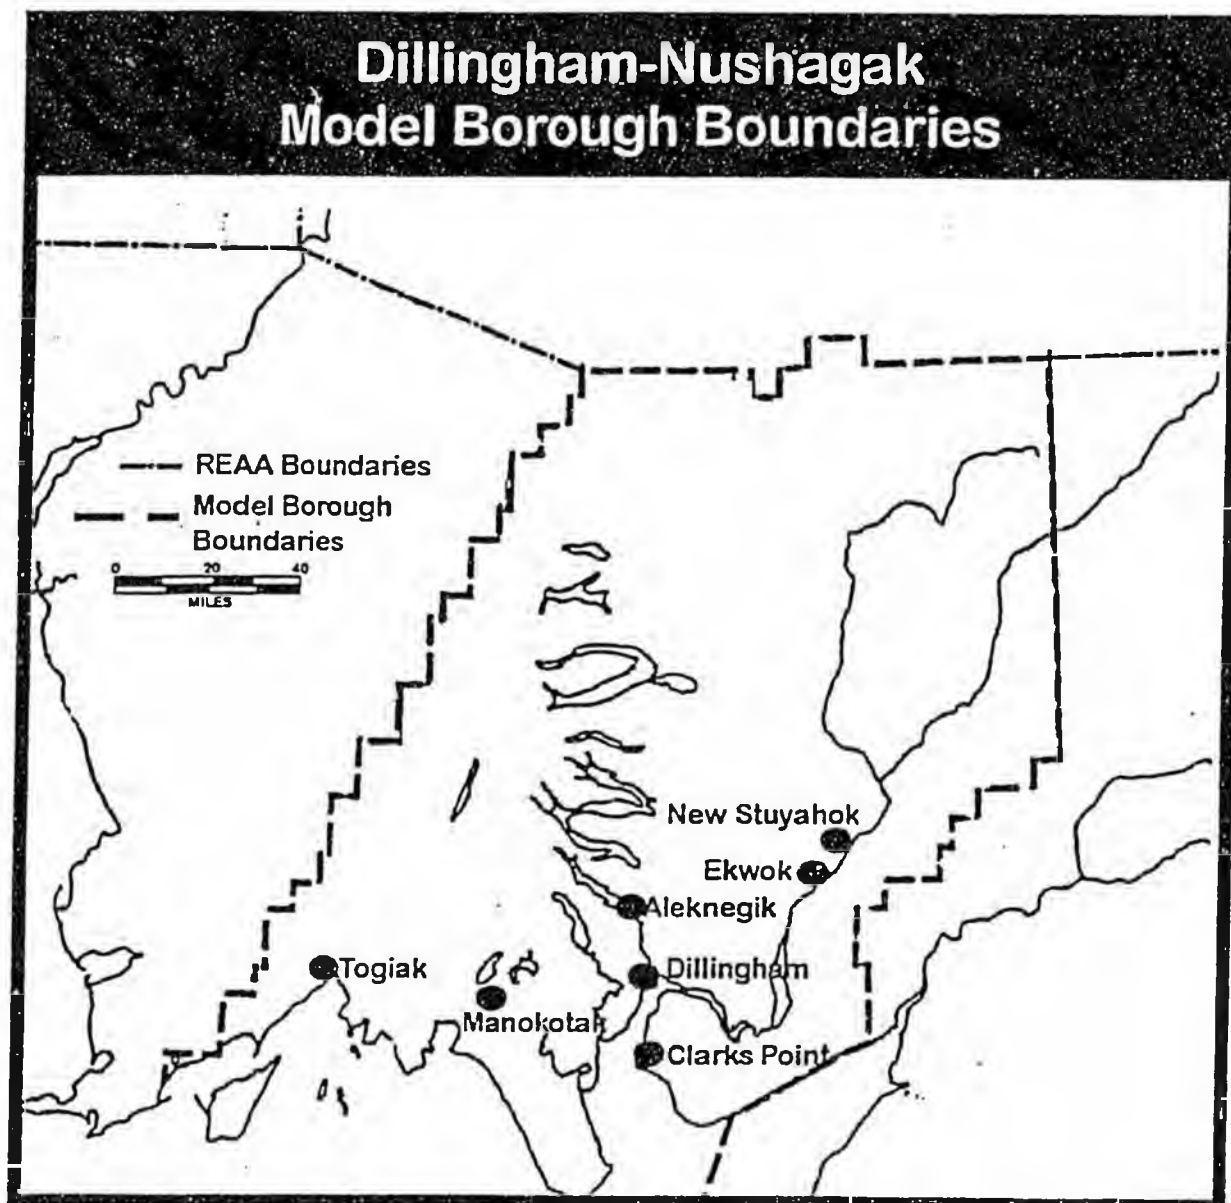 Dillingham-Nushagak
Model Borough Boundaries
REAA Boundaries
Model Borough
Boundaries
0 20 40
MILES
New Stuyahok
Ekwok
Aleknegik
Togiak
Dillingham
Manokotak
Clarks Point